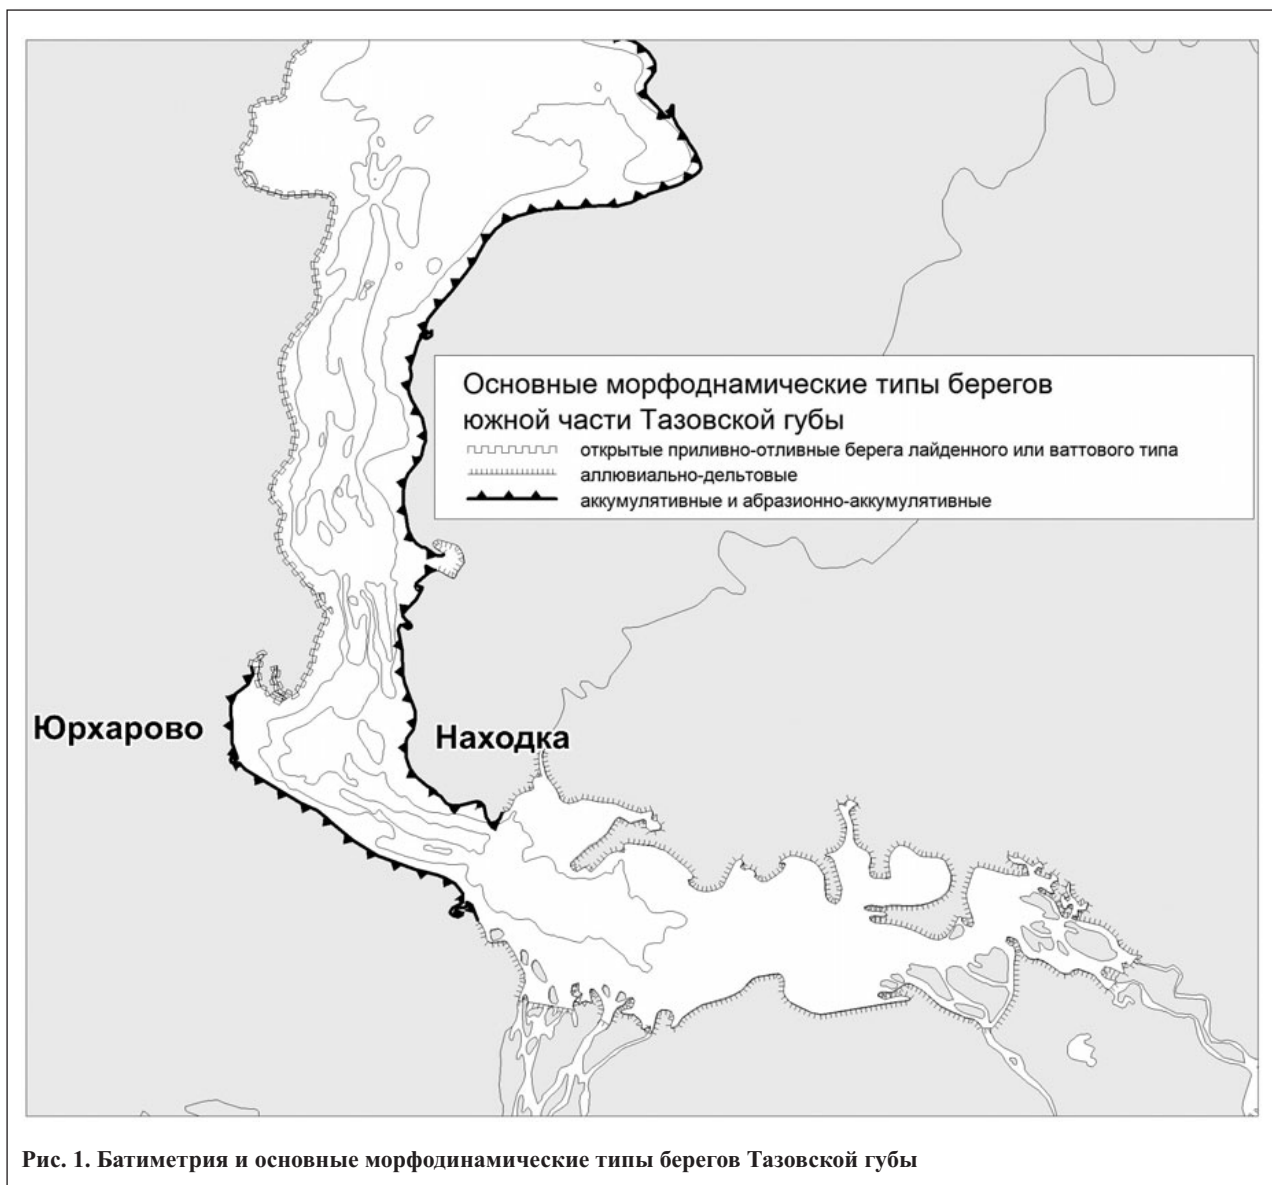 Основные морфоднамические типы берегов
южной части Тазовской губы
открытые приливно-отливные берега лайденного или ваттового типа
аллювиально-дельтовые
аккумулятивные и абразионно-аккумулятивные
Юрхарово
Находка
Рис. 1. Батиметрия и основные морфодинамические типы берегов Тазовской губы